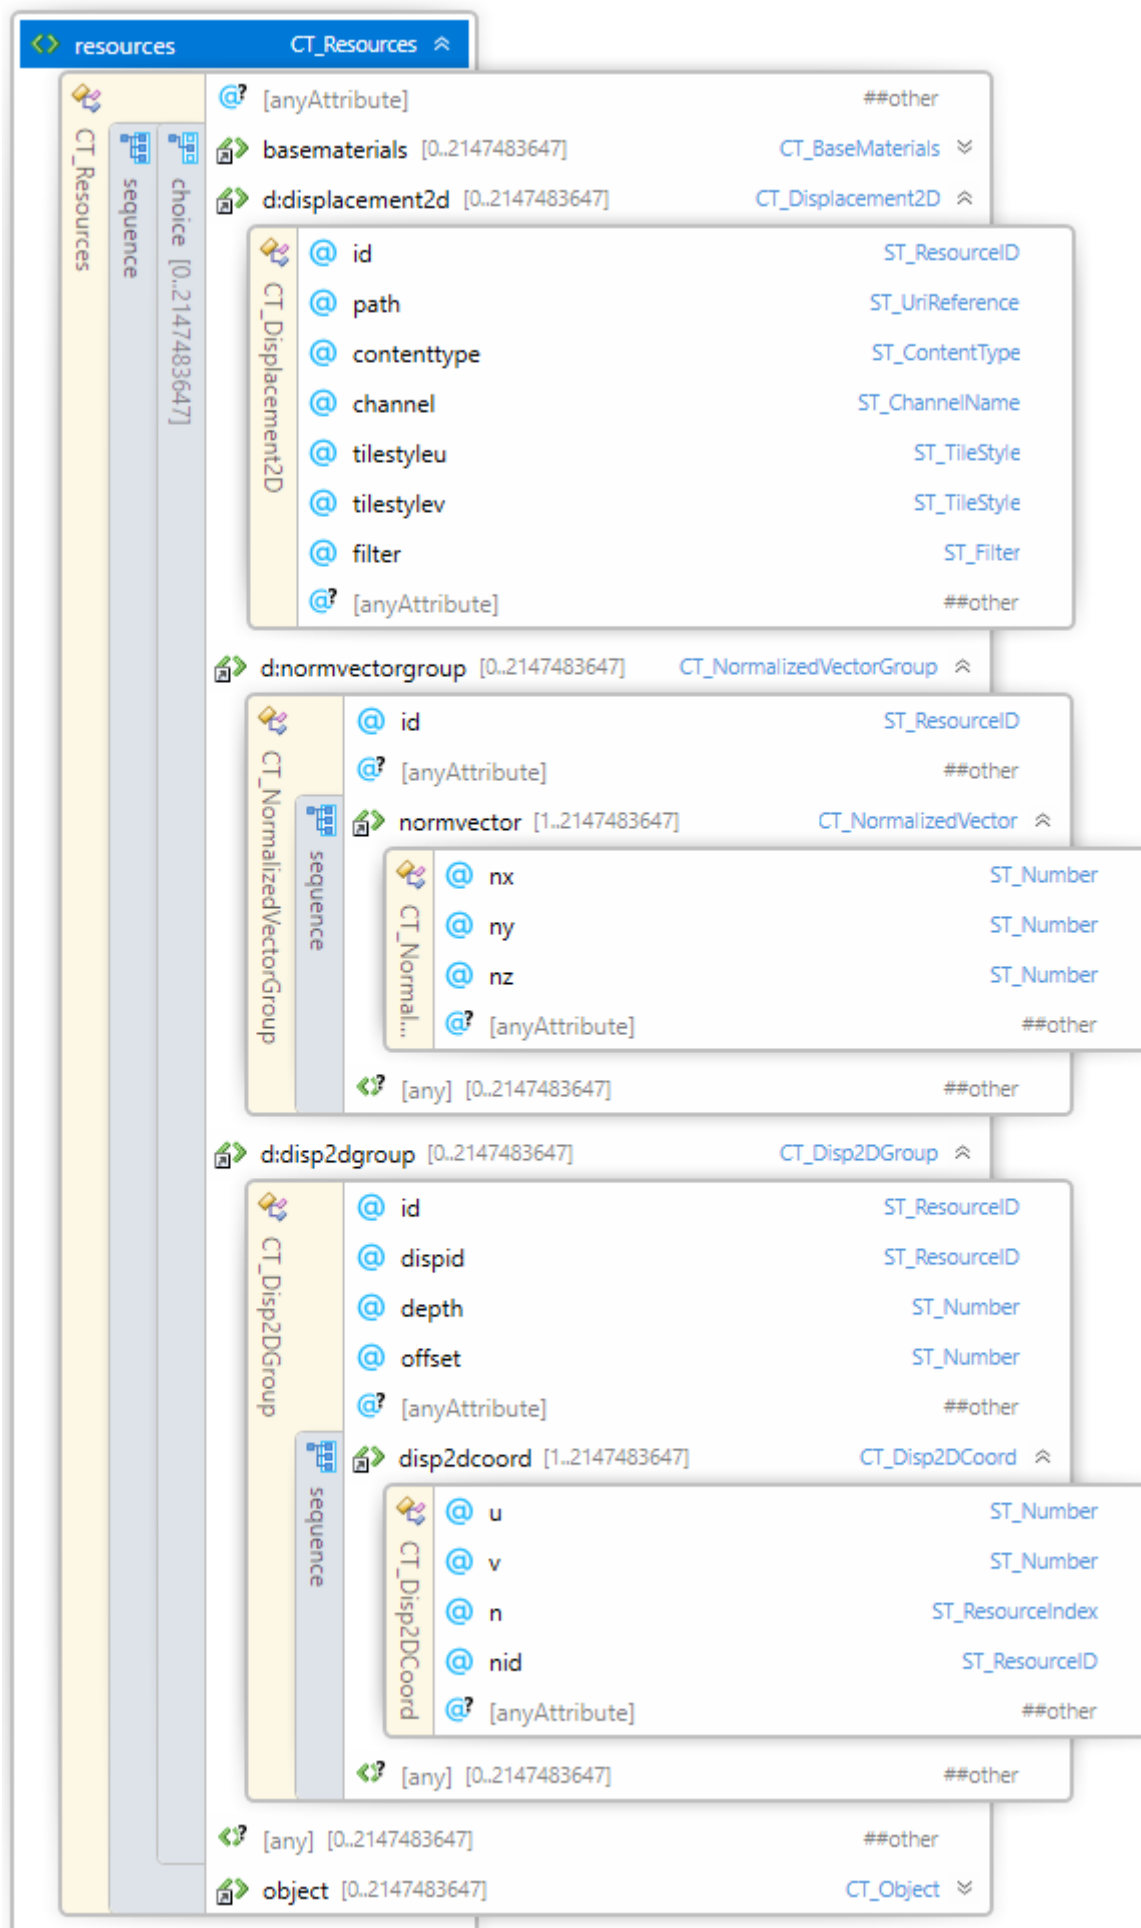 resources CT_Resources
CT_Resources
sequence
choice [0..2147483647]
[anyAttribute] ##other
basematerials [0..2147483647] CT_BaseMaterials
d:displacement2d [0..2147483647] CT_Displacement2D
CT_Displacement2D
id ST_ResourceID
path ST_UriReference
contenttype ST_ContentType
channel ST_ChannelName
tilestyleu ST_TileStyle
tilestylev ST_TileStyle
filter ST_Filter
[anyAttribute] ##other
d:normvectorgroup [0..2147483647] CT_NormalizedVectorGroup
CT_NormalizedVectorGroup
id ST_ResourceID
[anyAttribute] ##other
sequence
normvector [1..2147483647] CT_NormalizedVector
CT_Normal...
nx ST_Number
ny ST_Number
nz ST_Number
[anyAttribute] ##other
[any] [0..2147483647] ##other
d:disp2dgroup [0..2147483647] CT_Disp2DGroup
CT_Disp2DGroup
id ST_ResourceID
dispid ST_ResourceID
depth ST_Number
offset ST_Number
[anyAttribute] ##other
sequence
disp2dcoord [1..2147483647] CT_Disp2DCoord
CT_Disp2DCoord
u ST_Number
v ST_Number
n ST_ResourceIndex
nid ST_ResourceID
[anyAttribute] ##other
[any] [0..2147483647] ##other
[any] [0..2147483647] ##other
object [0..2147483647] CT_Object